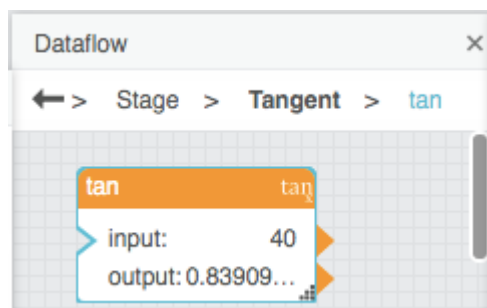 Dataflow ×
← > Stage > Tangent > tan
tan tan x
input: 40
output: 0.83909...